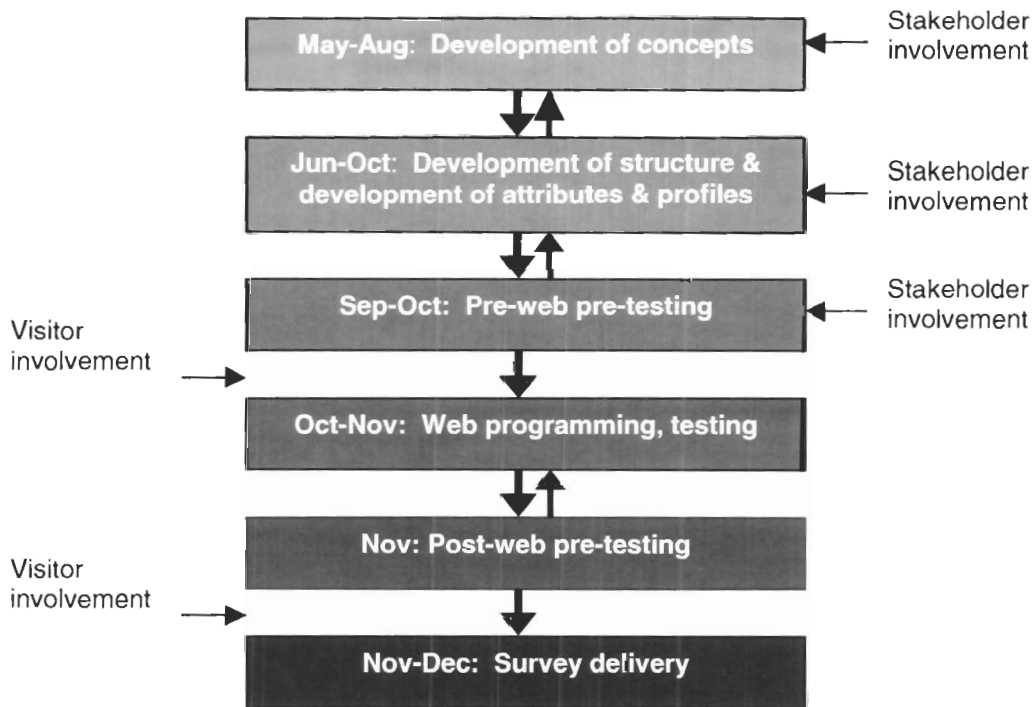 May-Aug: Development of concepts
Stakeholder
involvement
Jun-Oct: Development of structure &
development of attributes & profiles
Stakeholder
involvement
Sep-Oct: Pre-web pre-testing
Stakeholder
involvement
Visitor
involvement
Oct-Nov: Web programming, testing
Nov: Post-web pre-testing
Visitor
involvement
Nov-Dec: Survey delivery